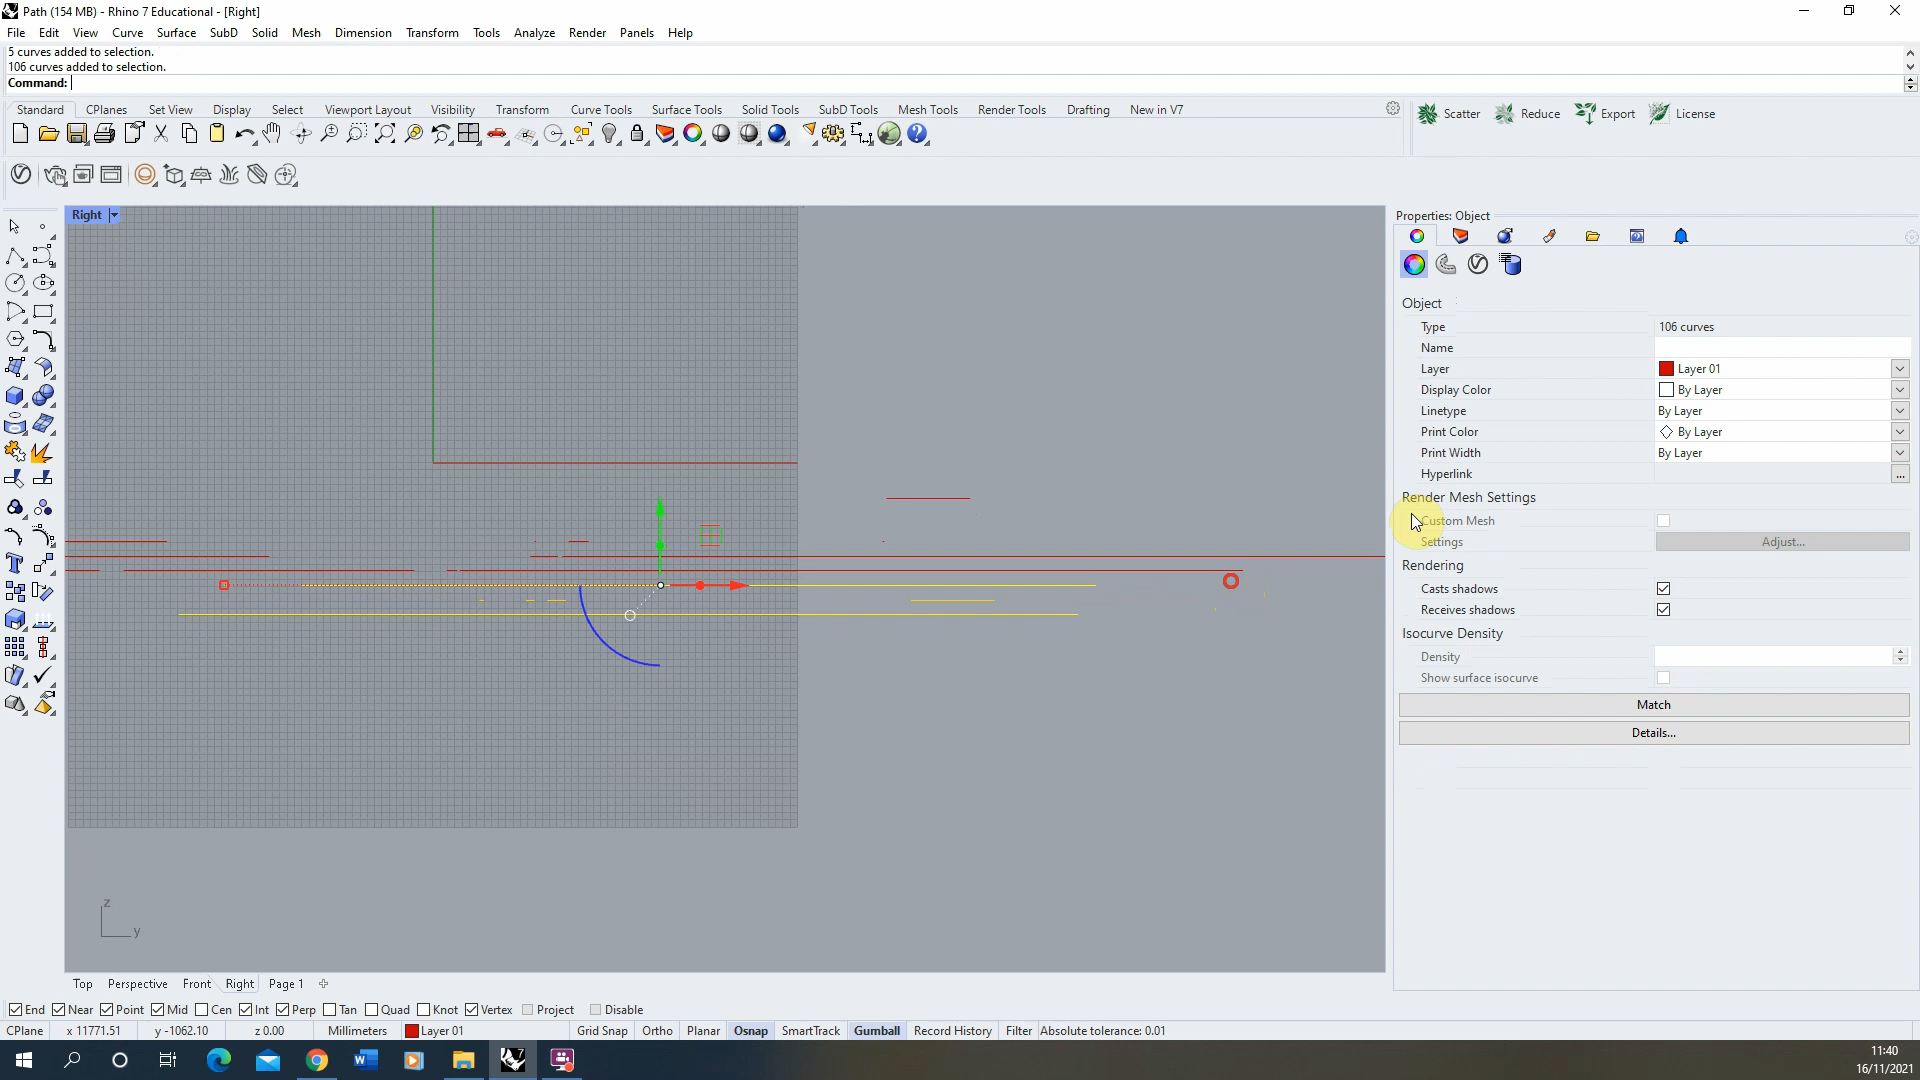 Path (154 MB) - Rhino 7 Educational - [Right]
File Edit View Curve Surface SubD Solid Mesh Dimension Transform Tools Analyze Render Panels Help
5 curves added to selection.
106 curves added to selection.
Command:
Standard CPlanes Set View Display Select Viewport Layout Visibility Transform Curve Tools Surface Tools Solid Tools SubD Tools Mesh Tools Render Tools Drafting New in V7
Scatter Reduce Export License
Right
Properties: Object
Object
Type 106 curves
Name
Layer Layer 01
Display Color By Layer
Linetype By Layer
Print Color By Layer
Print Width By Layer
Hyperlink ...
Render Mesh Settings
Custom Mesh
Settings Adjust...
Rendering
Casts shadows
Receives shadows
Isocurve Density
Density
Show surface isocurve
Match
Details...
z
y
Top Perspective Front Right Page 1
End Near Point Mid Cen Int Perp Tan Quad Knot Vertex Project Disable
CPlane x 11771.51 y -1062.10 z 0.00 Millimeters Layer 01 Grid Snap Ortho Planar Osnap SmartTrack Gumball Record History Filter Absolute tolerance: 0.01
11:40
16/11/2021